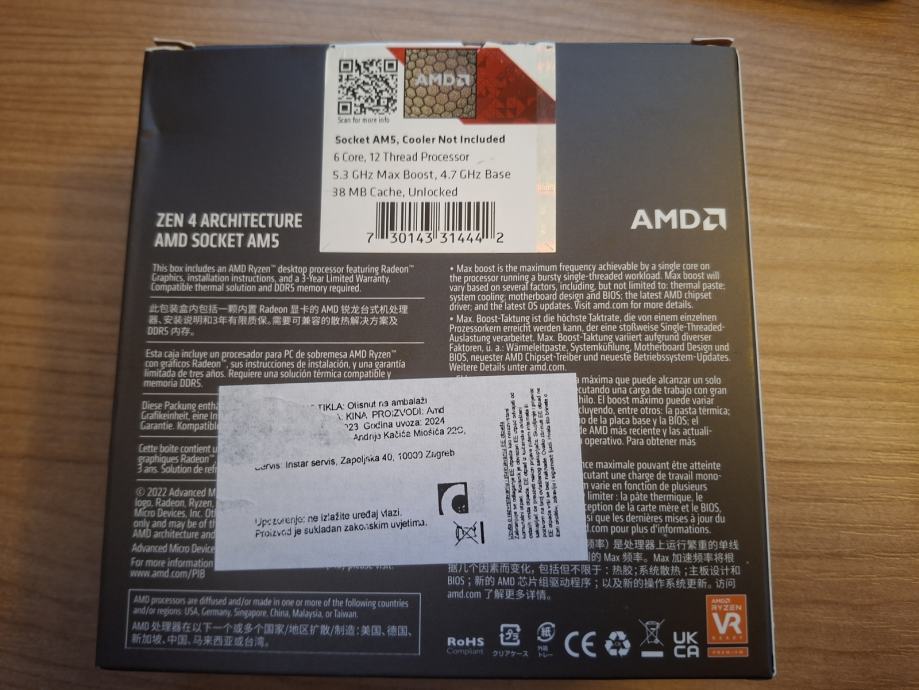 AMD
Scan for more info
Socket AM5, Cooler Not Included
6 Core, 12 Thread Processor
5.3 GHz Max Boost, 4.7 GHz Base
38 MB Cache, Unlocked
7 30143 31444 2
ZEN 4 ARCHITECTURE
AMD SOCKET AM5
AMD
This box includes an AMD Ryzen™ desktop processor featuring Radeon™
Graphics, installation instructions, and a 3-Year Limited Warranty.
Compatible thermal solution and DDR5 memory required.
此包装盒内包括一颗内置 Radeon 显卡的 AMD 锐龙台式机处理
器、安装说明和3年有限质保。需要可兼容的散热解决方案及
DDR5 内存。
Esta caja incluye un procesador para PC de sobremesa AMD Ryzen™
con gráficos Radeon™, sus instrucciones de instalación, y una garantía
limitada de tres años. Requiere una solución térmica compatible y
memoria DDR5.
Diese Packung enth
Grafikeinheit, eine In
Garantie. Kompatibl
Cette boîte contient u
graphiques Radeon™,
3 ans. Solution de refr
© 2022 Advanced M
logo, Radeon, Ryzen,
Micro Devices, Inc. Ot
only and may be of th
AMD architecture and
Advanced Micro Device
For more information
www.amd.com/PIB
AMD processors are diffused and/or made in one or more of the following countries
and/or regions: USA, Germany, Singapore, China, Malaysia, or Taiwan.
AMD 处理器在以下一个或多个国家/地区扩散/制造：美国、德国、
新加坡、中国、马来西亚或台湾。
• Max boost is the maximum frequency achievable by a single core on
the processor running a bursty single-threaded workload. Max boost will
vary based on several factors, including, but not limited to: thermal paste;
system cooling; motherboard design and BIOS; the latest AMD chipset
driver; and the latest OS updates. Visit amd.com for more details.
• Max. Boost-Taktung ist die höchste Taktrate, die von einem einzelnen
Prozessorkern erreicht werden kann, der eine stoßweise Single-Threaded-
Auslastung verarbeitet. Max. Boost-Taktung variiert aufgrund diverser
Faktoren, u. a.: Wärmeleitpaste, Systemkühlung, Motherboard Design und
BIOS, neuester AMD Chipset-Treiber und neueste Betriebssystem-Updates.
Weitere Details unter amd.com.
máxima que puede alcanzar un solo
cutando una carga de trabajo con
hilo. El boost máximo puede variar
cluyendo, entre otros: la pasta térmica;
o de la placa base y la BIOS; el
de AMD más reciente y las actuali-
operativo. Para obtener más
ce maximale pouvant être atteinte
xécutant une charge de travail mono-
varie en fonction de plusieurs
limiter : la pâte thermique, le
ception de la carte mère et le BIOS,
si que les dernières mises à jour du
.com pour plus d'informations.
频率）是处理器上运行繁重的单线
的 Max 频率。Max 加速频率将根
据几个因素而变化，包括但不限于：热胶；系统散热；主板设计和
BIOS；新的 AMD 芯片组驱动程序；以及新的操作系统更新。访问
amd.com 了解更多详情。
TIKLA: Otisnut na ambalaži
KINA, PROIZVODI: Amd
023 Godina uvoza: 2024
Andrija Kačića Miošića 22C,
Servis: Instar servis, Zapoljska 40, 10000 Zagreb
Upozorenje: ne izlažite uređaj vlazi.
Proizvod je sukladan zakonskim uvjetima.
RoHS
Compliant
プラ
クリアケース
紙
外箱
トレー
CE
UK
CA
AMD
RYZEN
VR
READY
PREMIUM